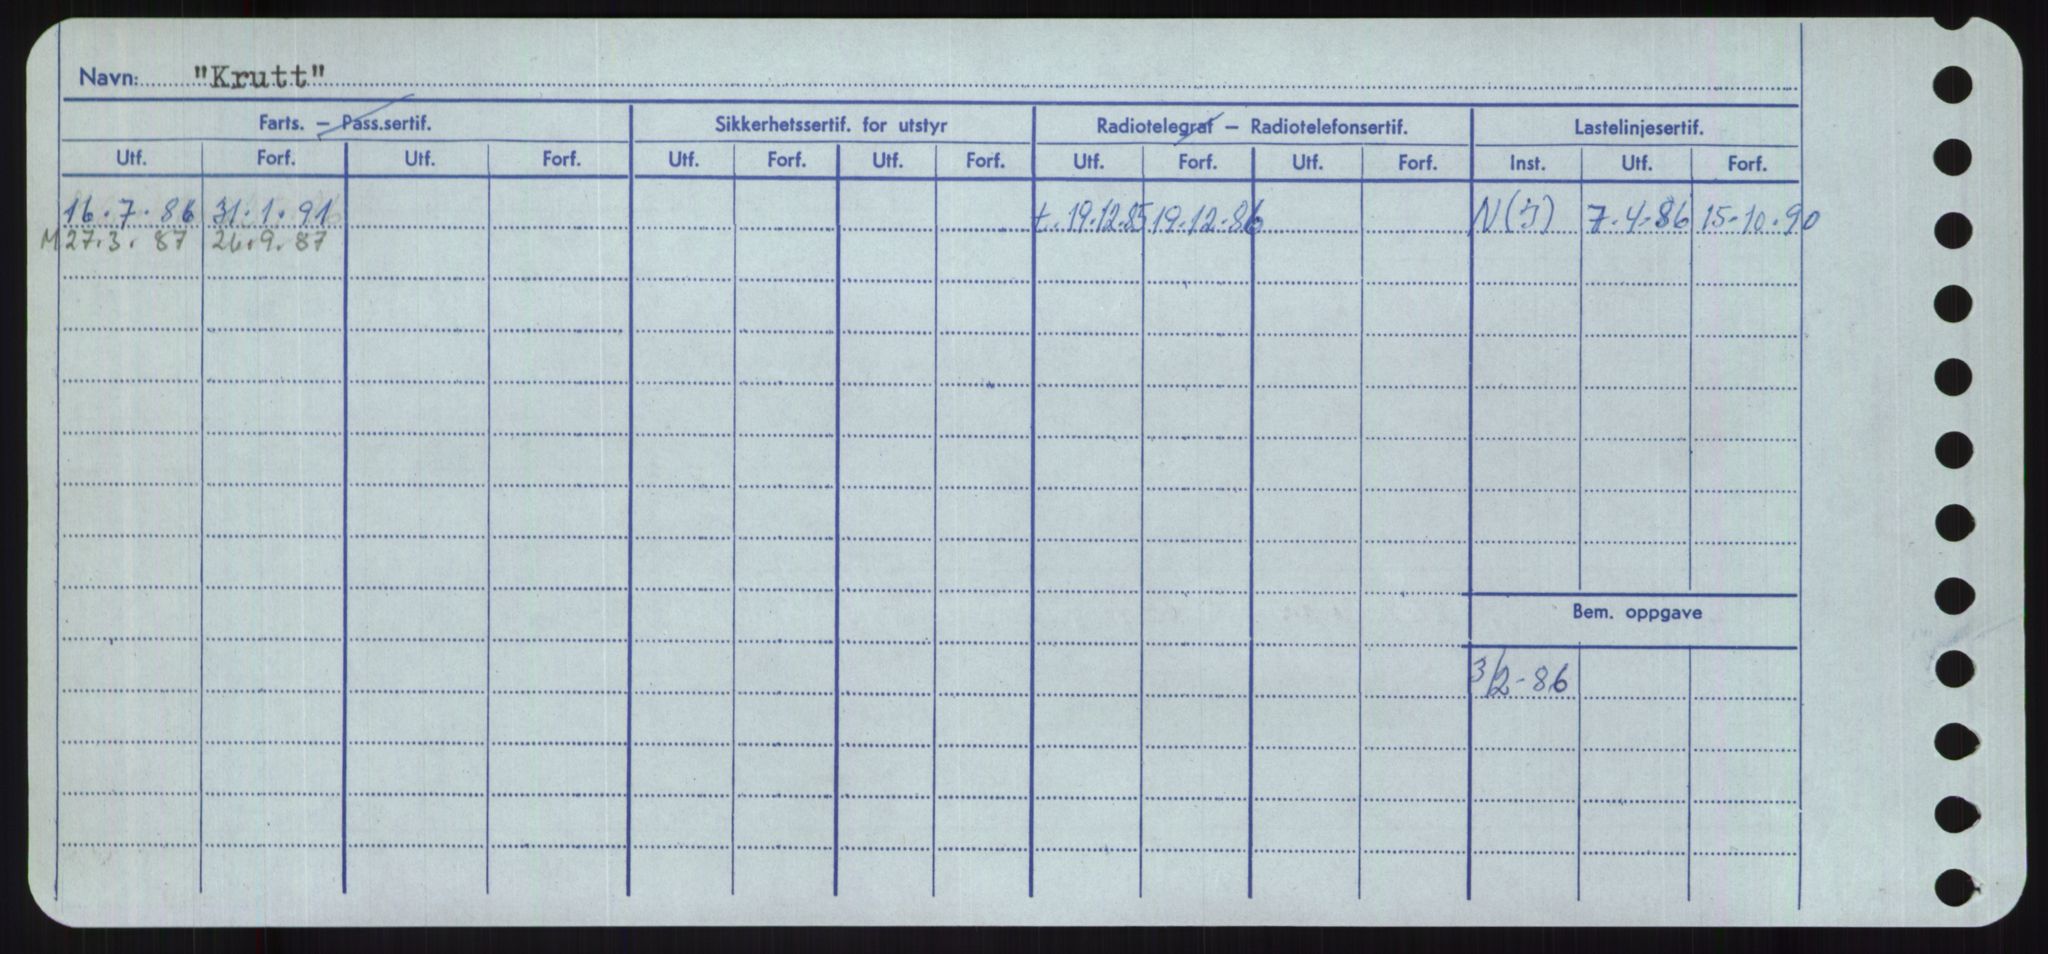 Navn: "Krutt"
Farts. – Pass.sertif. Sikkerhetssertif. for utstyr Radiotelegraf – Radiotelefonsertif. Lastelinjesertif.
Utf. Forf. Utf. Forf. Utf. Forf. Utf. Forf. Utf. Forf. Utf. Forf. Inst. Utf. Forf.
16.7.86 31.1.91 t. 19.12.85 19.12.86 N(J) 7.4.86 15.10.90
M 27.3.87 26.9.87
Bem. oppgave
3/2-86